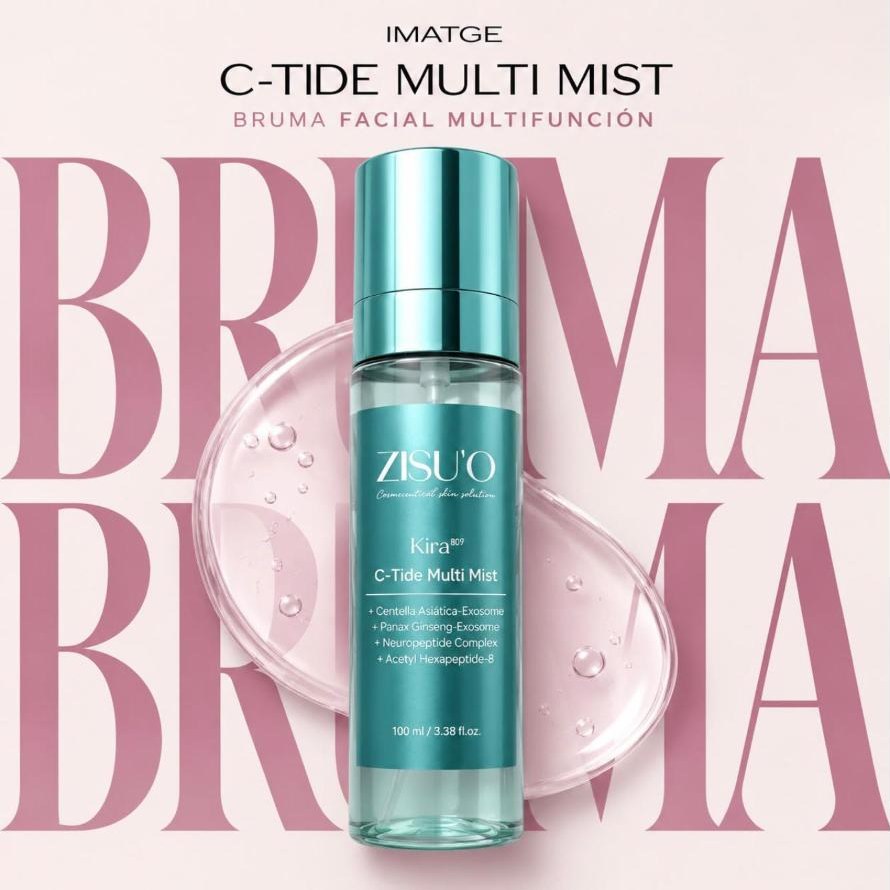 IMATGE
C-TIDE MULTI MIST
BRUMA FACIAL MULTIFUNCIÓN
BRUMA
ZISU'O
Cosmeceutical skin solution
Kira⁸⁰⁹
C-Tide Multi Mist
+ Centella Asiática-Exosome
+ Panax Ginseng-Exosome
+ Neuropeptide Complex
+ Acetyl Hexapeptide-8
100 ml / 3.38 fl.oz.
BRUMA